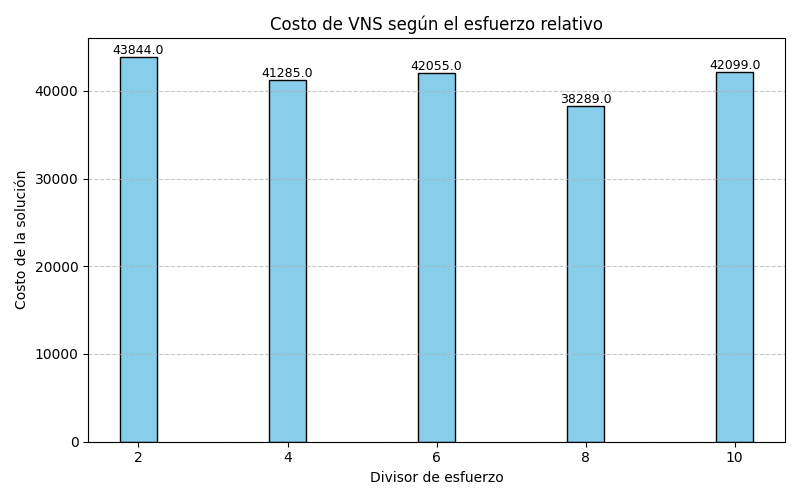 Costo de VNS según el esfuerzo relativo
43844.0
41285.0
42055.0
38289.0
42099.0
Costo de la solución
40000
30000
20000
10000
0
2 4 6 8 10
Divisor de esfuerzo